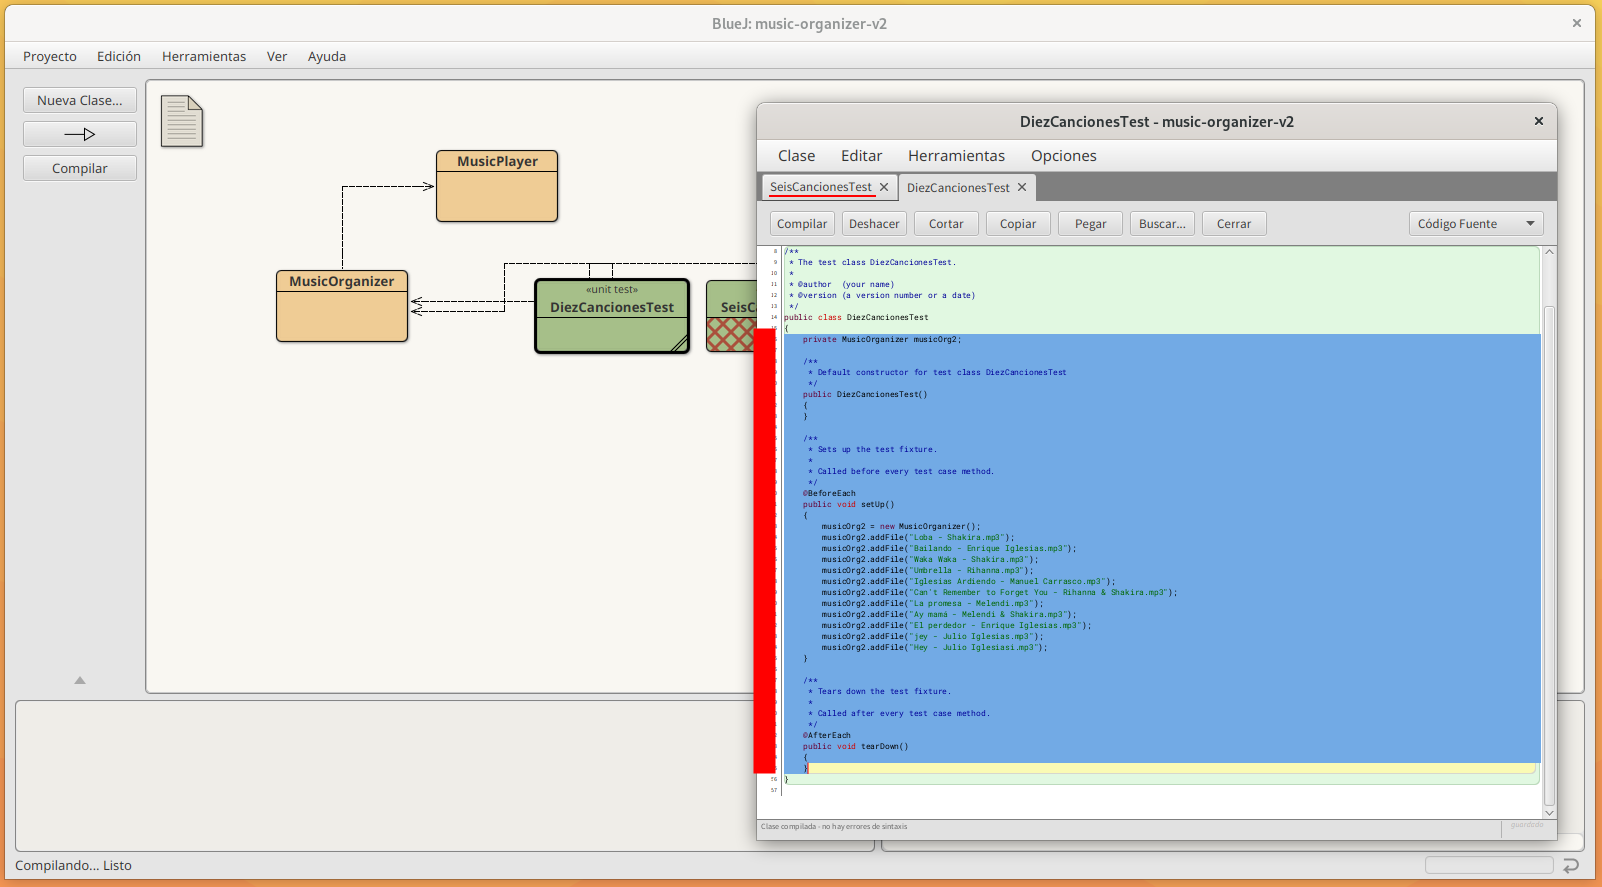 BlueJ: music-organizer-v2
Proyecto Edición Herramientas Ver Ayuda
Nueva Clase...
Compilar
MusicPlayer
MusicOrganizer
«unit test»
DiezCancionesTest
SeisC
DiezCancionesTest - music-organizer-v2
Clase Editar Herramientas Opciones
SeisCancionesTest DiezCancionesTest
Compilar Deshacer Cortar Copiar Pegar Buscar... Cerrar Código Fuente
8 /**
9 * The test class DiezCancionesTest.
10 *
11 * @author  (your name)
12 * @version (a version number or a date)
13 */
14 public class DiezCancionesTest
{
private MusicOrganizer musicOrg2;
/**
* Default constructor for test class DiezCancionesTest
*/
public DiezCancionesTest()
{
}
/**
* Sets up the test fixture.
*
* Called before every test case method.
*/
@BeforeEach
public void setUp()
{
musicOrg2 = new MusicOrganizer();
musicOrg2.addFile("Loba - Shakira.mp3");
musicOrg2.addFile("Bailando - Enrique Iglesias.mp3");
musicOrg2.addFile("Waka Waka - Shakira.mp3");
musicOrg2.addFile("Umbrella - Rihanna.mp3");
musicOrg2.addFile("Iglesias Ardiendo - Manuel Carrasco.mp3");
musicOrg2.addFile("Can't Remember to Forget You - Rihanna & Shakira.mp3");
musicOrg2.addFile("La promesa - Melendi.mp3");
musicOrg2.addFile("Ay mamá - Melendi & Shakira.mp3");
musicOrg2.addFile("El perdedor - Enrique Iglesias.mp3");
musicOrg2.addFile("jey - Julio Iglesias.mp3");
musicOrg2.addFile("Hey - Julio Iglesiasi.mp3");
}
/**
* Tears down the test fixture.
*
* Called after every test case method.
*/
@AfterEach
public void tearDown()
{
}
56 }
57
Clase compilada - no hay errores de sintaxis
guardado
Compilando... Listo